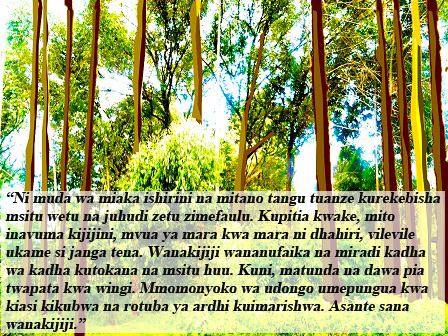 “Ni muda wa miaka ishirini na mitano tangu tuanze kurekebisha
msitu wetu na juhudi zetu zimefaulu. Kupitia kwake, mito
inavuma kijijini, mvua ya mara kwa mara ni dhahiri, vilevile
ukame si janga tena. Wanakijiji wananufaika na miradi kadha
wa kadha kutokana na msitu huu. Kuni, matunda na dawa pia
twapata kwa wingi. Mmomonyoko wa udongo umepungua kwa
kiasi kikubwa na rotuba ya ardhi kuimarishwa. Asante sana
wanakijiji.”